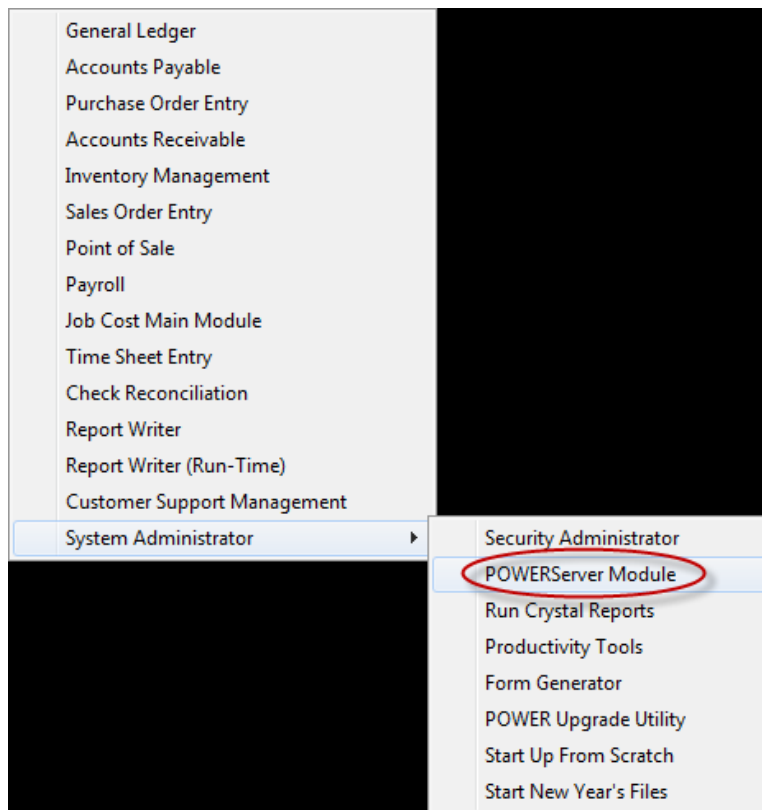 General Ledger
Accounts Payable
Purchase Order Entry
Accounts Receivable
Inventory Management
Sales Order Entry
Point of Sale
Payroll
Job Cost Main Module
Time Sheet Entry
Check Reconciliation
Report Writer
Report Writer (Run-Time)
Customer Support Management
System Administrator
Security Administrator
POWERServer Module
Run Crystal Reports
Productivity Tools
Form Generator
POWER Upgrade Utility
Start Up From Scratch
Start New Year's Files